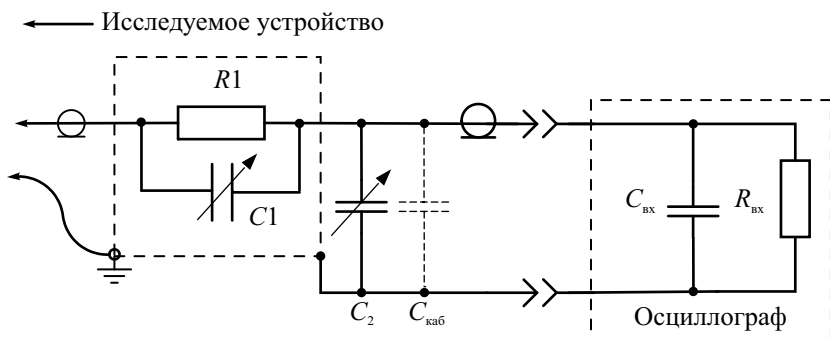 Исследуемое устройство
R1
C1
C₂
Cкаб
Cвх
Rвх
Осциллограф